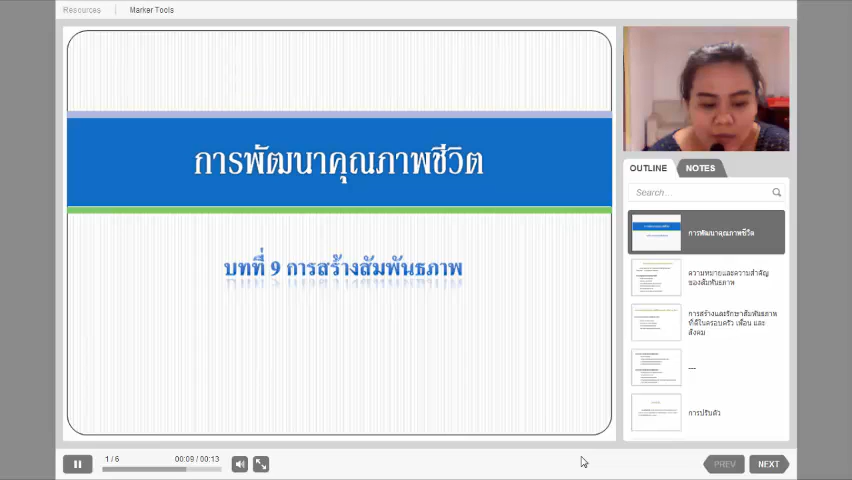 Resources
Marker Tools
การพัฒนาคุณภาพชีวิต
บทที่ 9 การสร้างสัมพันธภาพ
OUTLINE
NOTES
Search...
การพัฒนาคุณภาพชีวิต
ความหมายและความสำคัญ
ของสัมพันธภาพ
การสร้างและรักษาสัมพันธภาพ
ที่ดีในครอบครัว เพื่อน และ
สังคม
---
การปรับตัว
1 / 6
00:09 / 00:13
PREV
NEXT